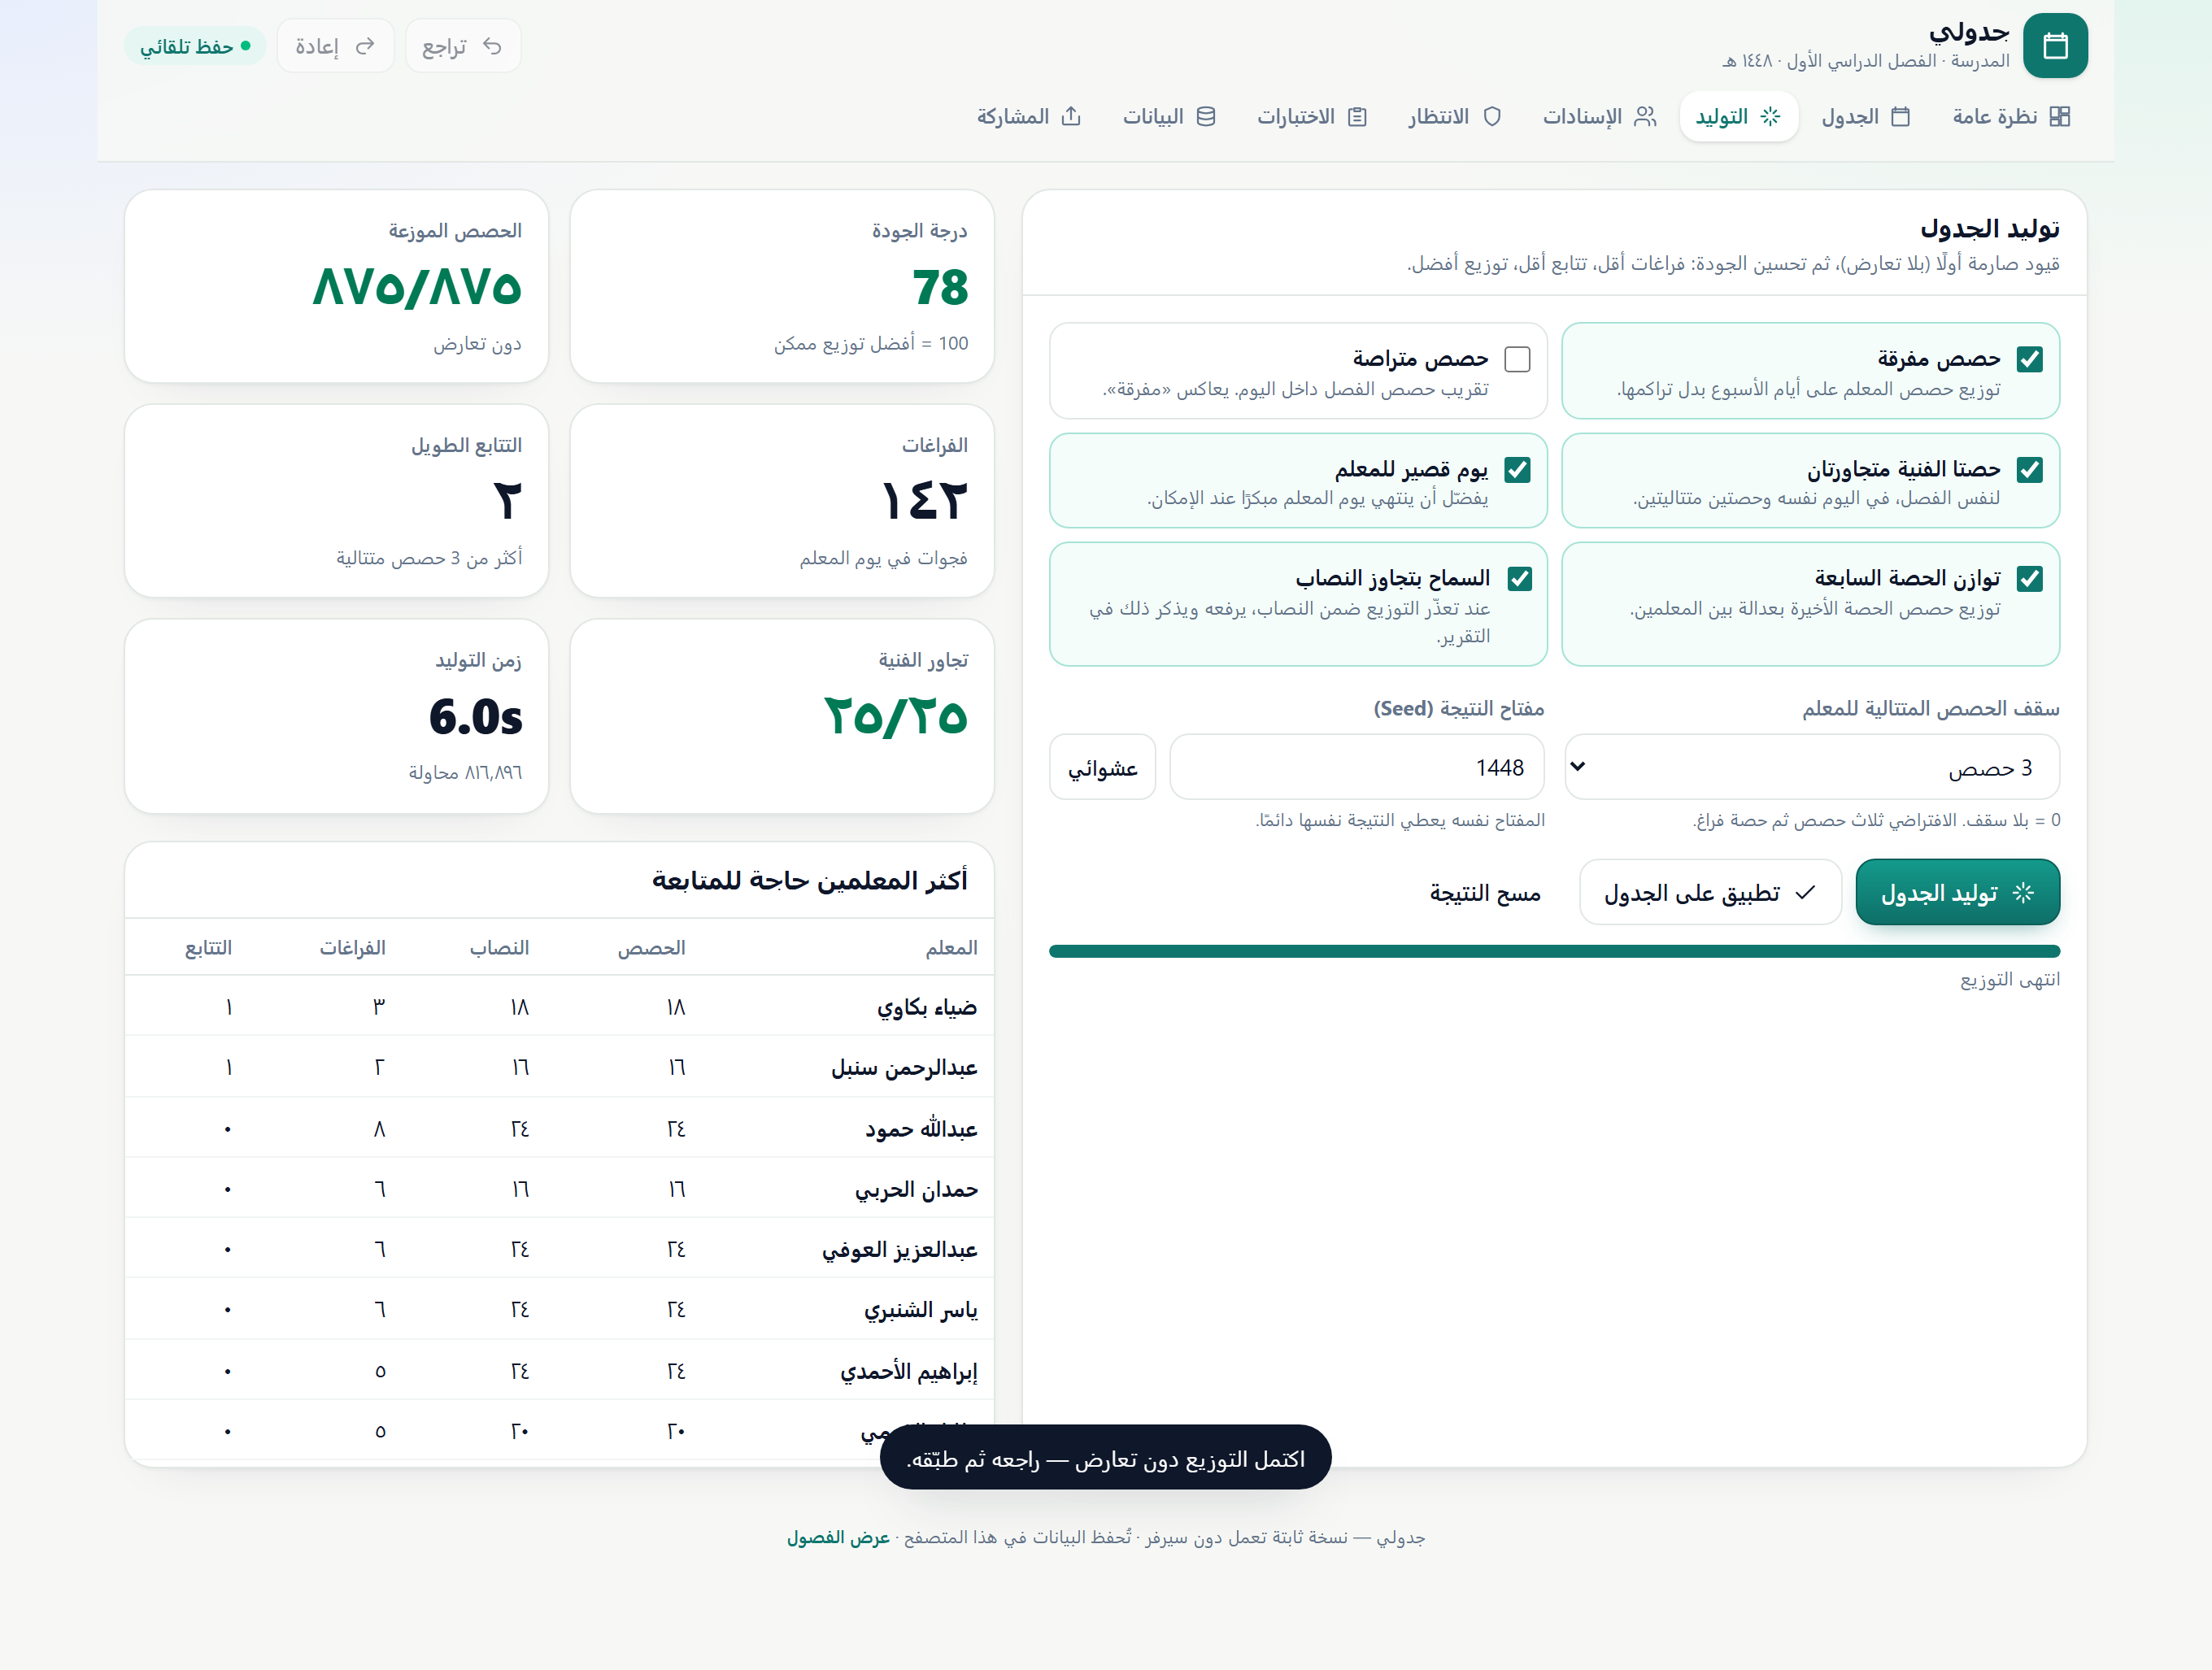 جدولي
المدرسة · الفصل الدراسي الأول · ١٤٤٨ هـ
تراجع
إعادة
حفظ تلقائي
نظرة عامة
الجدول
التوليد
الإسنادات
الانتظار
الاختبارات
البيانات
المشاركة
توليد الجدول
قيود صارمة أولًا (بلا تعارض)، ثم تحسين الجودة: فراغات أقل، تتابع أقل، توزيع أفضل.
حصص مفرقة
توزيع حصص المعلم على أيام الأسبوع بدل تراكمها.
حصص متراصة
تقريب حصص الفصل داخل اليوم. يعاكس «مفرقة».
حصتا الفنية متجاورتان
لنفس الفصل، في اليوم نفسه وحصتين متتاليتين.
يوم قصير للمعلم
يفضّل أن ينتهي يوم المعلم مبكرًا عند الإمكان.
توازن الحصة السابعة
توزيع حصص الحصة الأخيرة بعدالة بين المعلمين.
السماح بتجاوز النصاب
عند تعذّر التوزيع ضمن النصاب، يرفعه ويذكر ذلك في
التقرير.
سقف الحصص المتتالية للمعلم
3 حصص
0 = بلا سقف. الافتراضي ثلاث حصص ثم حصة فراغ.
مفتاح النتيجة (Seed)
1448
عشوائي
المفتاح نفسه يعطي النتيجة نفسها دائمًا.
توليد الجدول
تطبيق على الجدول
مسح النتيجة
انتهى التوزيع
درجة الجودة
78
100 = أفضل توزيع ممكن
الحصص الموزعة
٨٧٥/٨٧٥
دون تعارض
الفراغات
١٤٢
فجوات في يوم المعلم
التتابع الطويل
٢
أكثر من 3 حصص متتالية
تجاور الفنية
٢٥/٢٥
زمن التوليد
6.0s
٨١٦,٨٩٦ محاولة
أكثر المعلمين حاجة للمتابعة
المعلم الحصص النصاب الفراغات التتابع
ضياء بكاوي ١٨ ١٨ ٣ ١
عبدالرحمن سنبل ١٦ ١٦ ٢ ١
عبدالله حمود ٢٤ ٢٤ ٨ ٠
حمدان الحربي ١٦ ١٦ ٦ ٠
عبدالعزيز العوفي ٢٤ ٢٤ ٦ ٠
ياسر الشنبري ٢٤ ٢٤ ٦ ٠
إبراهيم الأحمدي ٢٤ ٢٤ ٥ ٠
٢٠ ٢٠ ٥ ٠
اكتمل التوزيع دون تعارض — راجعه ثم طبّقه.
جدولي — نسخة ثابتة تعمل دون سيرفر · تُحفظ البيانات في هذا المتصفح · عرض الفصول